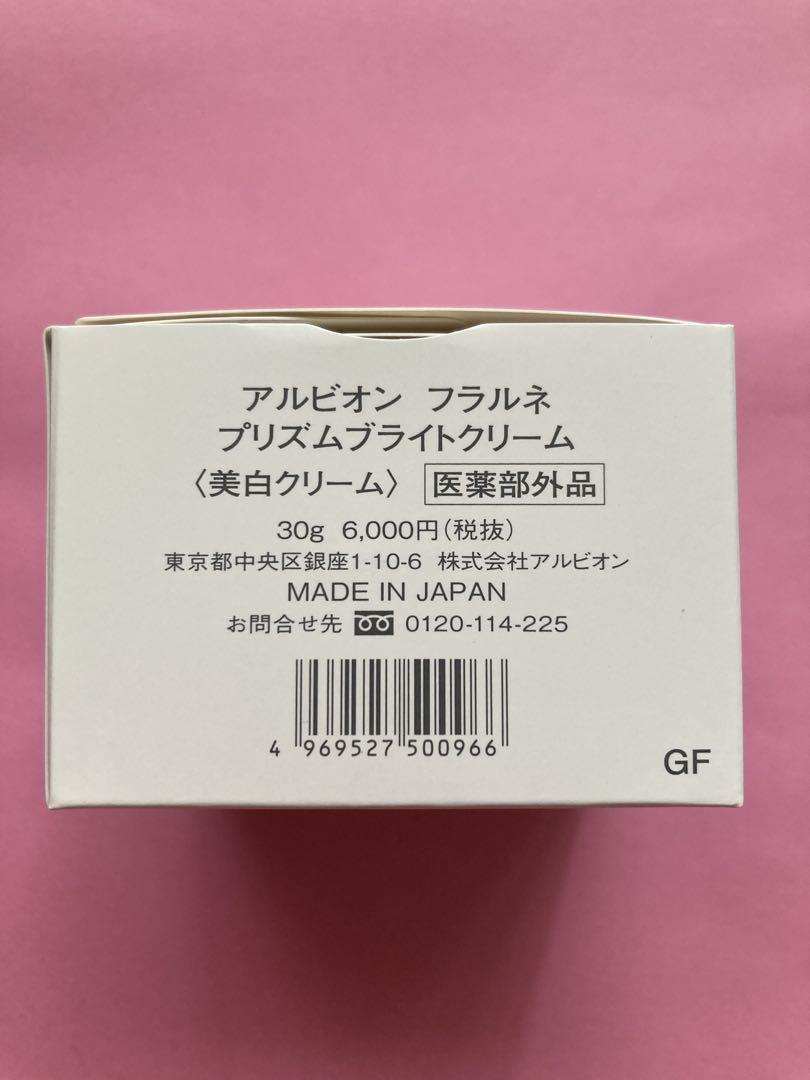 アルビオン フラルネ
プリズムブライトクリーム
〈美白クリーム〉 医薬部外品
30g 6,000円(税抜)
東京都中央区銀座1-10-6 株式会社アルビオン
MADE IN JAPAN
お問合せ先 0120-114-225
4 969527 500966
GF